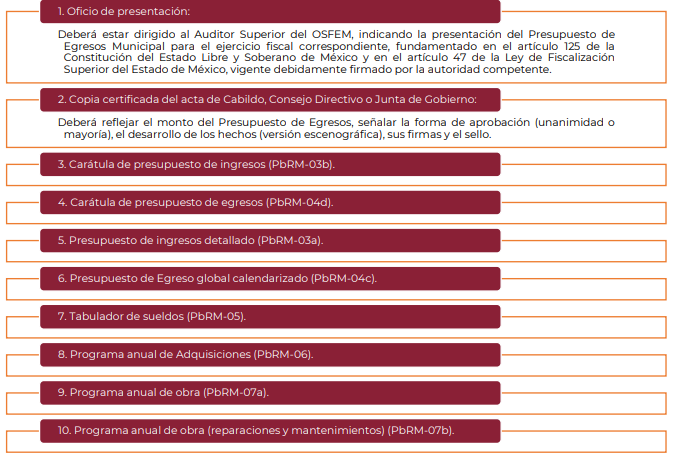 1. Oficio de presentación:
Deberá estar dirigido al Auditor Superior del OSFEM, indicando la presentación del Presupuesto de
Egresos Municipal para el ejercicio fiscal correspondiente, fundamentado en el artículo 125 de la
Constitución del Estado Libre y Soberano de México y en el artículo 47 de la Ley de Fiscalización
Superior del Estado de México, vigente debidamente firmado por la autoridad competente.
2. Copia certificada del acta de Cabildo, Consejo Directivo o Junta de Gobierno:
Deberá reflejar el monto del Presupuesto de Egresos, señalar la forma de aprobación (unanimidad o
mayoría), el desarrollo de los hechos (versión escenográfica), sus firmas y el sello.
3. Carátula de presupuesto de ingresos (PbRM-03b).
4. Carátula de presupuesto de egresos (PbRM-04d).
5. Presupuesto de ingresos detallado (PbRM-03a).
6. Presupuesto de Egreso global calendarizado (PbRM-04c).
7. Tabulador de sueldos (PbRM-05).
8. Programa anual de Adquisiciones (PbRM-06).
9. Programa anual de obra (PbRM-07a).
10. Programa anual de obra (reparaciones y mantenimientos) (PbRM-07b).